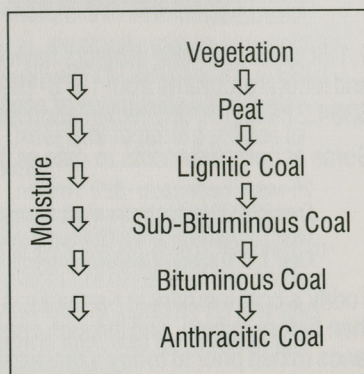 Vegetation
Peat
Lignitic Coal
Sub-Bituminous Coal
Bituminous Coal
Anthracitic Coal
Moisture